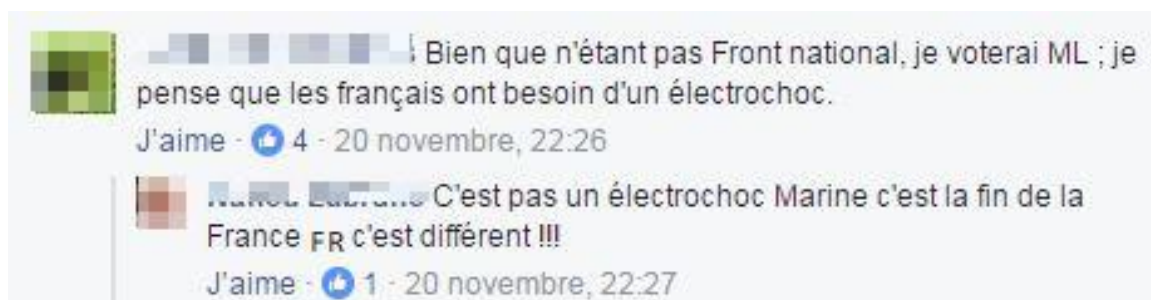 Bien que n'étant pas Front national, je voterai ML ; je
pense que les français ont besoin d'un électrochoc.
J'aime · 4 · 20 novembre, 22:26
C'est pas un électrochoc Marine c'est la fin de la
France FR c'est différent !!!
J'aime · 1 · 20 novembre, 22:27